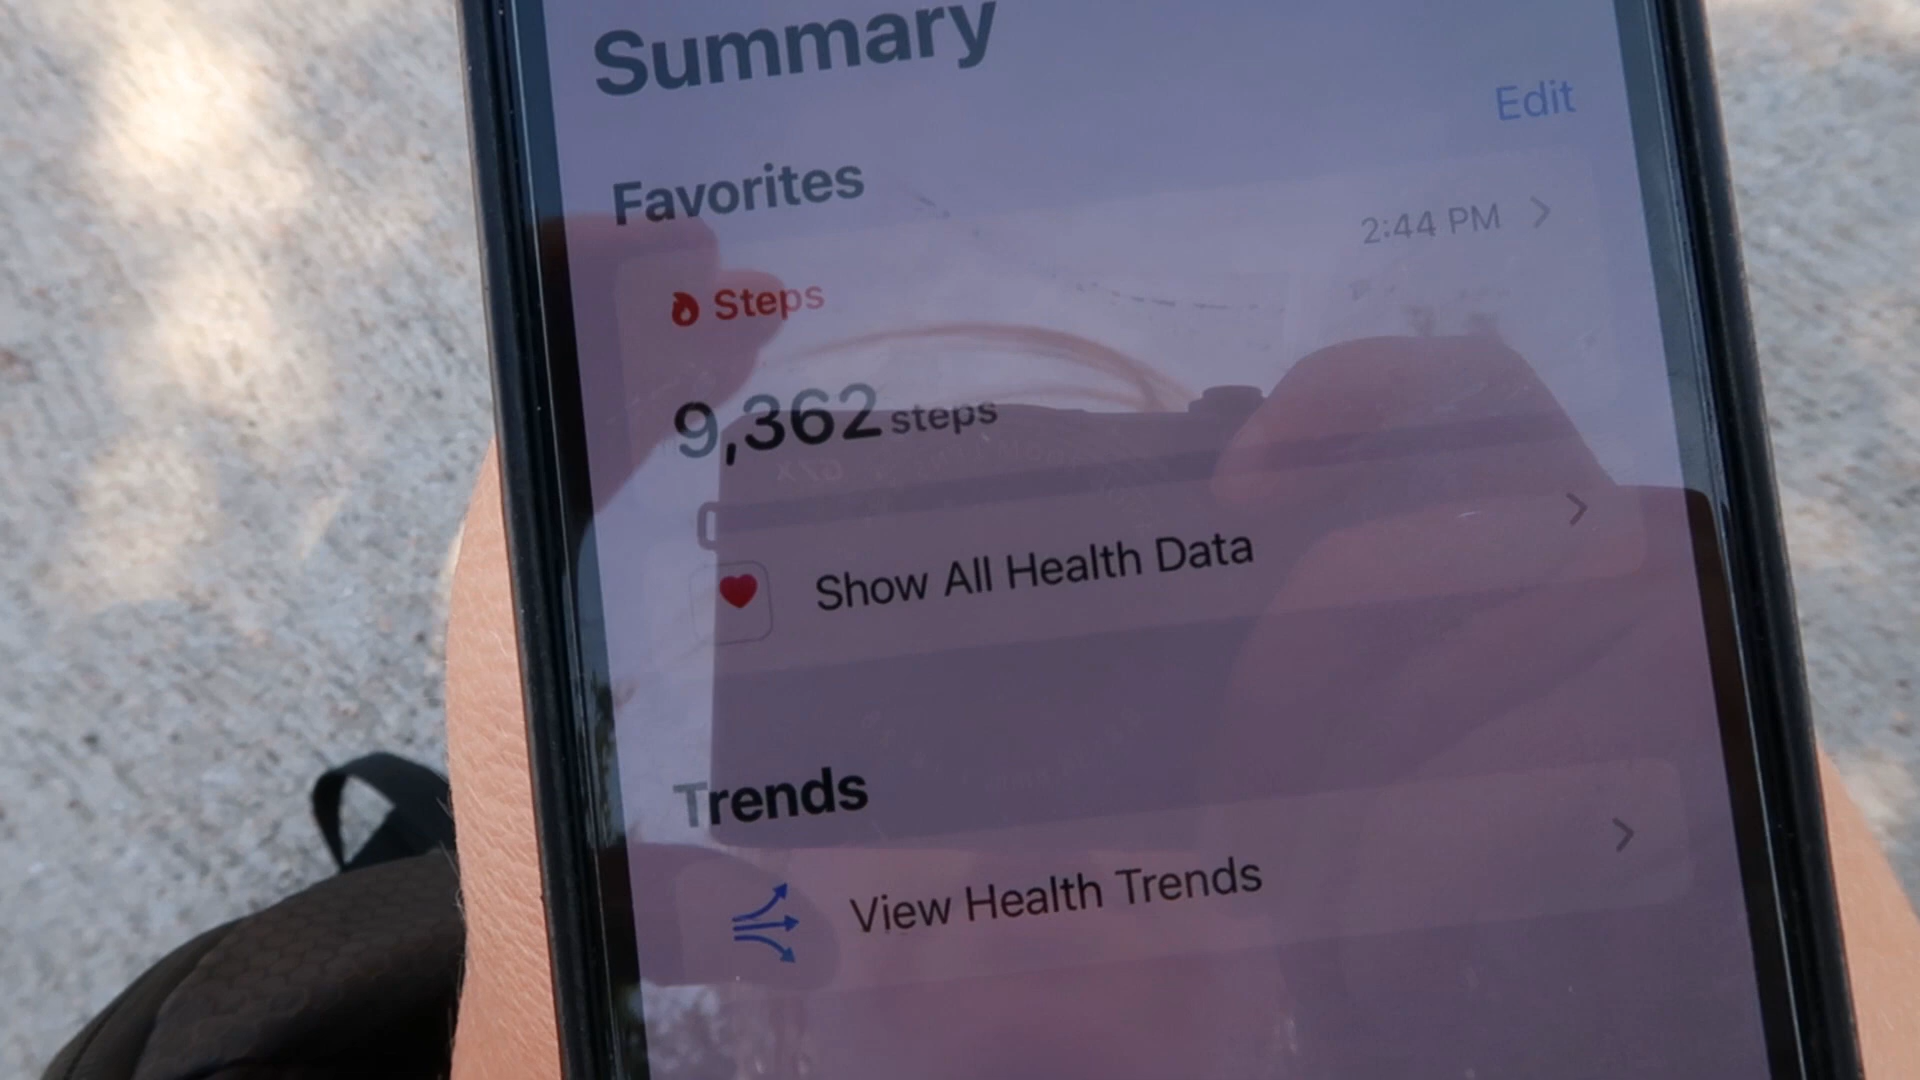 Summary
Edit
Favorites
Steps
2:44 PM
9,362 steps
Show All Health Data
Trends
View Health Trends